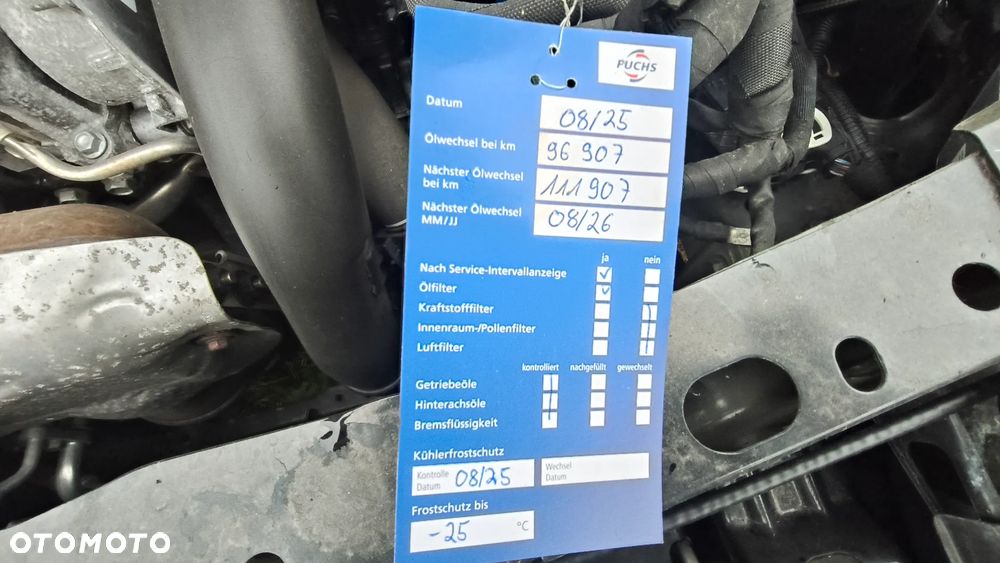 PUCHS
Datum 08/25
Ölwechsel bei km 96 907
Nächster Ölwechsel
bei km 111 907
Nächster Ölwechsel
MM/JJ 08/26
ja nein
Nach Service-Intervallanzeige
Ölfilter
Kraftstofffilter
Innenraum-/Pollenfilter
Luftfilter
kontrolliert nachgefüllt gewechselt
Getriebeöle
Hinterachsöle
Bremsflüssigkeit
Kühlerfrostschutz
Kontrolle
Datum 08/25
Wechsel
Datum
Frostschutz bis
-25 °C
OTOMOTO